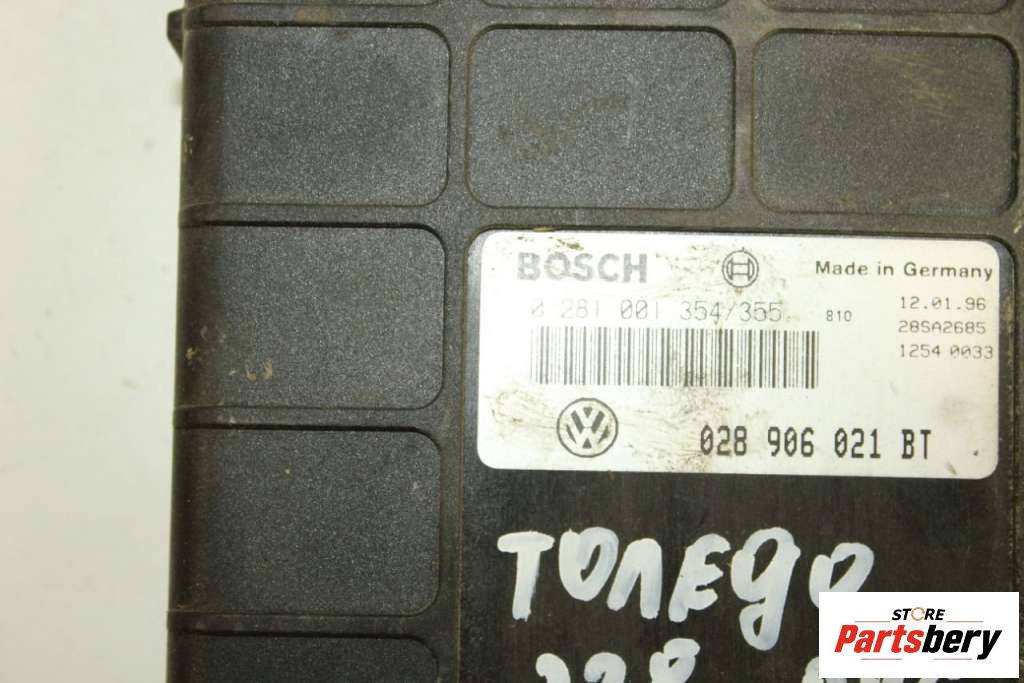 BOSCH
Made in Germany
0 281 001 354/355
810
12.01.96
28SA2685
1254 0033
028 906 021 BT
ТОЛЕДО
STORE
Partsbery